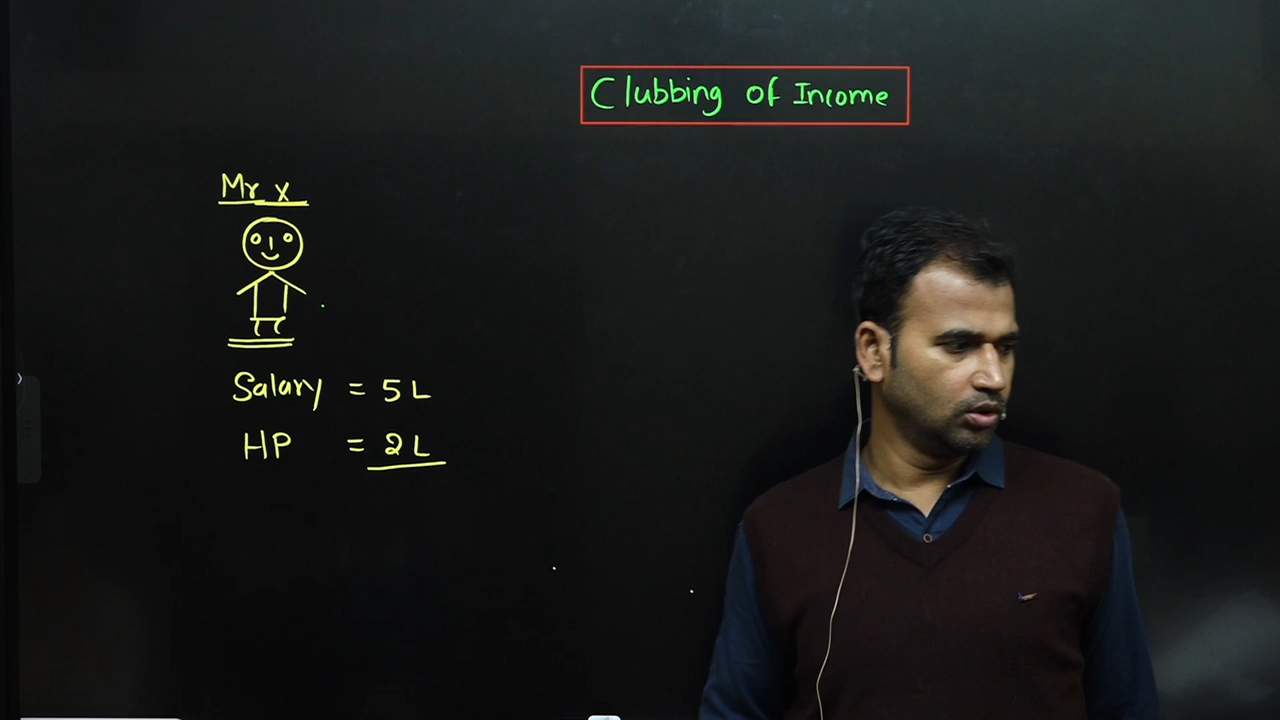 Clubbing of Income
Mr X
Salary = 5 L
HP = 2 L